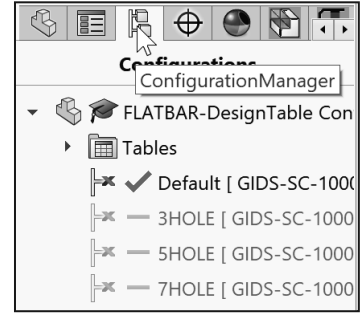 Configurations
ConfigurationManager
FLATBAR-DesignTable Con
Tables
Default [ GIDS-SC-1000
3HOLE [ GIDS-SC-1000
5HOLE [ GIDS-SC-1000
7HOLE [ GIDS-SC-1000